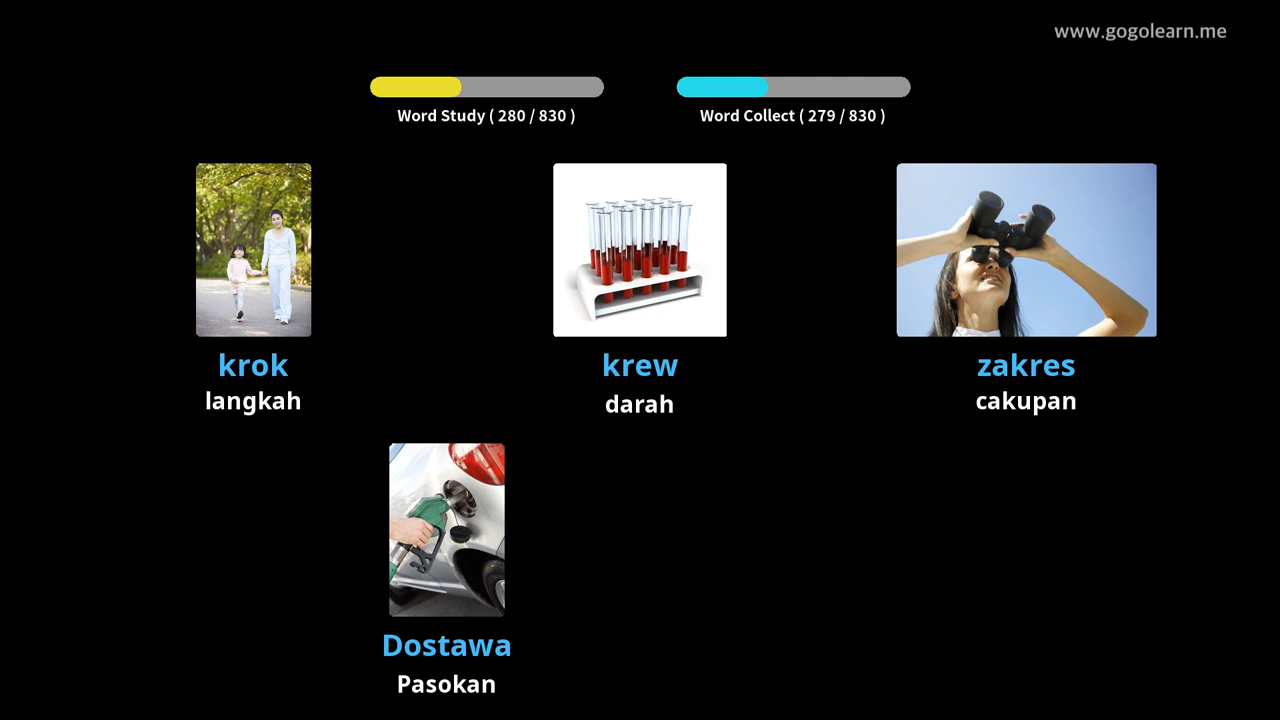 www.gogolearn.me
Word Study ( 280 / 830 )
Word Collect ( 279 / 830 )
krok
langkah
krew
darah
zakres
cakupan
Dostawa
Pasokan